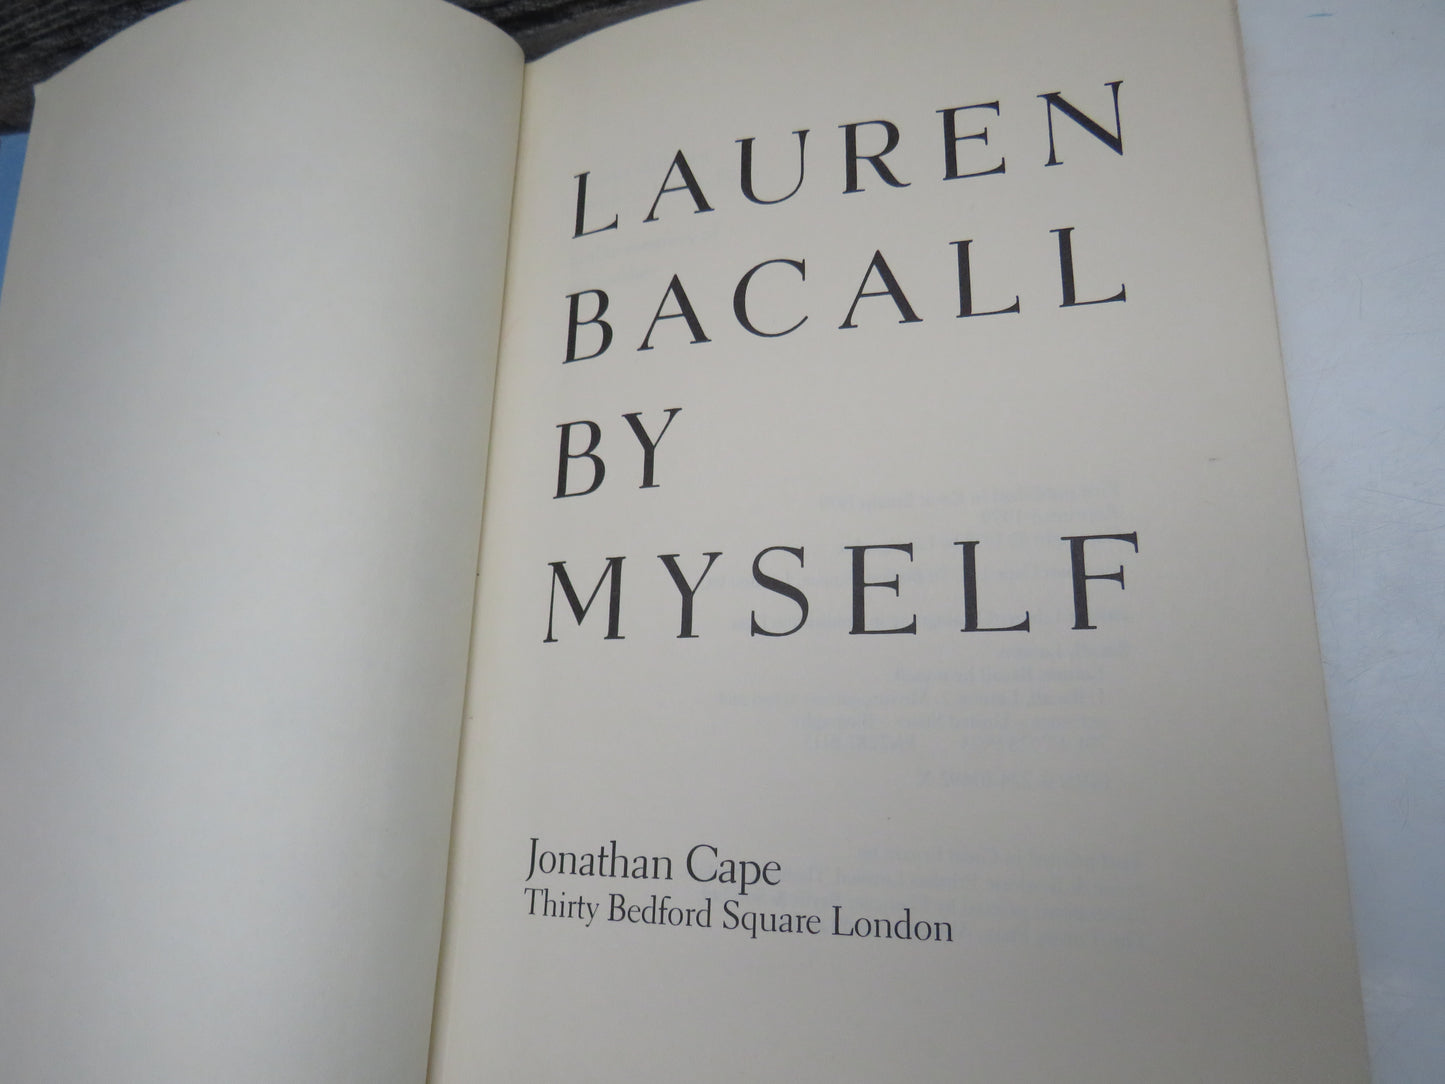 LAUREN
BACALL
BY
MYSELF
Jonathan Cape
Thirty Bedford Square London